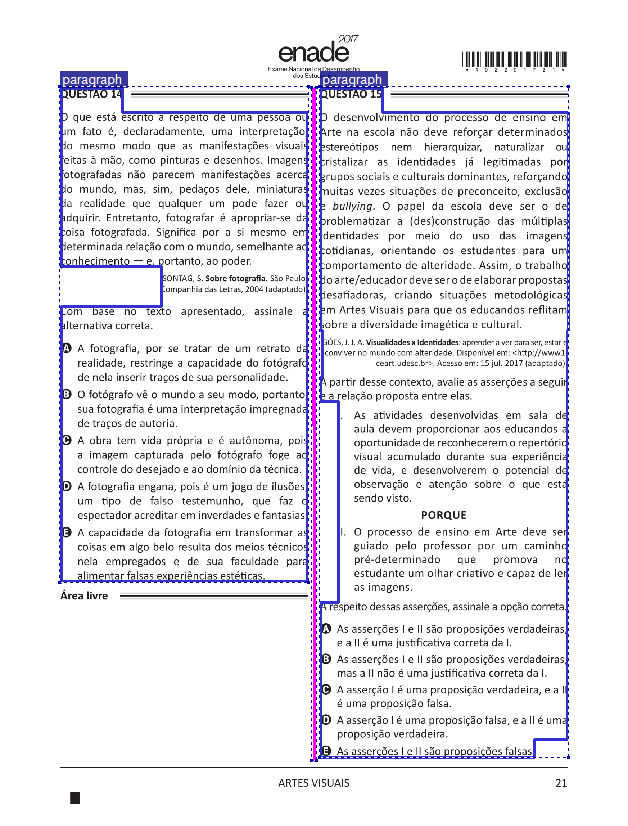 2017
enade
Exame Nacional de Desempenho
dos Estu
*R0220172 1*
paragraph
QUESTÃO 14
O que está escrito a respeito de uma pessoa ou
um fato é, declaradamente, uma interpretação,
do mesmo modo que as manifestações visuais
feitas à mão, como pinturas e desenhos. Imagens
fotografadas não parecem manifestações acerca
do mundo, mas, sim, pedaços dele, miniaturas
da realidade que qualquer um pode fazer ou
adquirir. Entretanto, fotografar é apropriar-se da
coisa fotografada. Significa por a si mesmo em
determinada relação com o mundo, semelhante ao
conhecimento — e, portanto, ao poder.
SONTAG, S. Sobre fotografia. São Paulo:
Companhia das Letras, 2004 (adaptado)
Com base no texto apresentado, assinale a
alternativa correta.
A A fotografia, por se tratar de um retrato da
realidade, restringe a capacidade do fotógrafo
de nela inserir traços de sua personalidade.
B O fotógrafo vê o mundo a seu modo, portanto,
sua fotografia é uma interpretação impregnada
de traços de autoria.
C A obra tem vida própria e é autônoma, pois
a imagem capturada pelo fotógrafo foge ao
controle do desejado e ao domínio da técnica.
D A fotografia engana, pois é um jogo de ilusões,
um tipo de falso testemunho, que faz o
espectador acreditar em inverdades e fantasias.
E A capacidade da fotografia em transformar as
coisas em algo belo resulta dos meios técnicos
nela empregados e de sua faculdade para
alimentar falsas experiências estéticas.
Área livre
paragraph
QUESTÃO 15
O desenvolvimento do processo de ensino em
Arte na escola não deve reforçar determinados
estereótipos nem hierarquizar, naturalizar ou
cristalizar as identidades já legitimadas por
grupos sociais e culturais dominantes, reforçando
muitas vezes situações de preconceito, exclusão
e bullying. O papel da escola deve ser o de
problematizar a (des)construção das múltiplas
identidades por meio do uso das imagens
cotidianas, orientando os estudantes para um
comportamento de alteridade. Assim, o trabalho
do arte/educador deve ser o de elaborar propostas
desafiadoras, criando situações metodológicas
em Artes Visuais para que os educandos reflitam
sobre a diversidade imagética e cultural.
GÓES, J. J. A. Visualidades x Identidades: aprender a ver para ser, estar e
conviver no mundo com alteridade. Disponível em: <http;//www1.
ceart.udesc.br>. Acesso em: 15 jul. 2017 (adaptado)
A partir desse contexto, avalie as asserções a seguir
e a relação proposta entre elas.
I. As atividades desenvolvidas em sala de
aula devem proporcionar aos educandos a
oportunidade de reconhecerem o repertório
visual acumulado durante sua experiência
de vida, e desenvolverem o potencial de
observação e atenção sobre o que está
sendo visto.
PORQUE
II. O processo de ensino em Arte deve ser
guiado pelo professor por um caminho
pré-determinado que promova no
estudante um olhar criativo e capaz de ler
as imagens.
A respeito dessas asserções, assinale a opção correta.
A As asserções I e II são proposições verdadeiras,
e a II é uma justificativa correta da I.
B As asserções I e II são proposições verdadeiras,
mas a II não é uma justificativa correta da I.
C A asserção I é uma proposição verdadeira, e a II
é uma proposição falsa.
D A asserção I é uma proposição falsa, e a II é uma
proposição verdadeira.
E As asserções I e II são proposições falsas.
ARTES VISUAIS
21